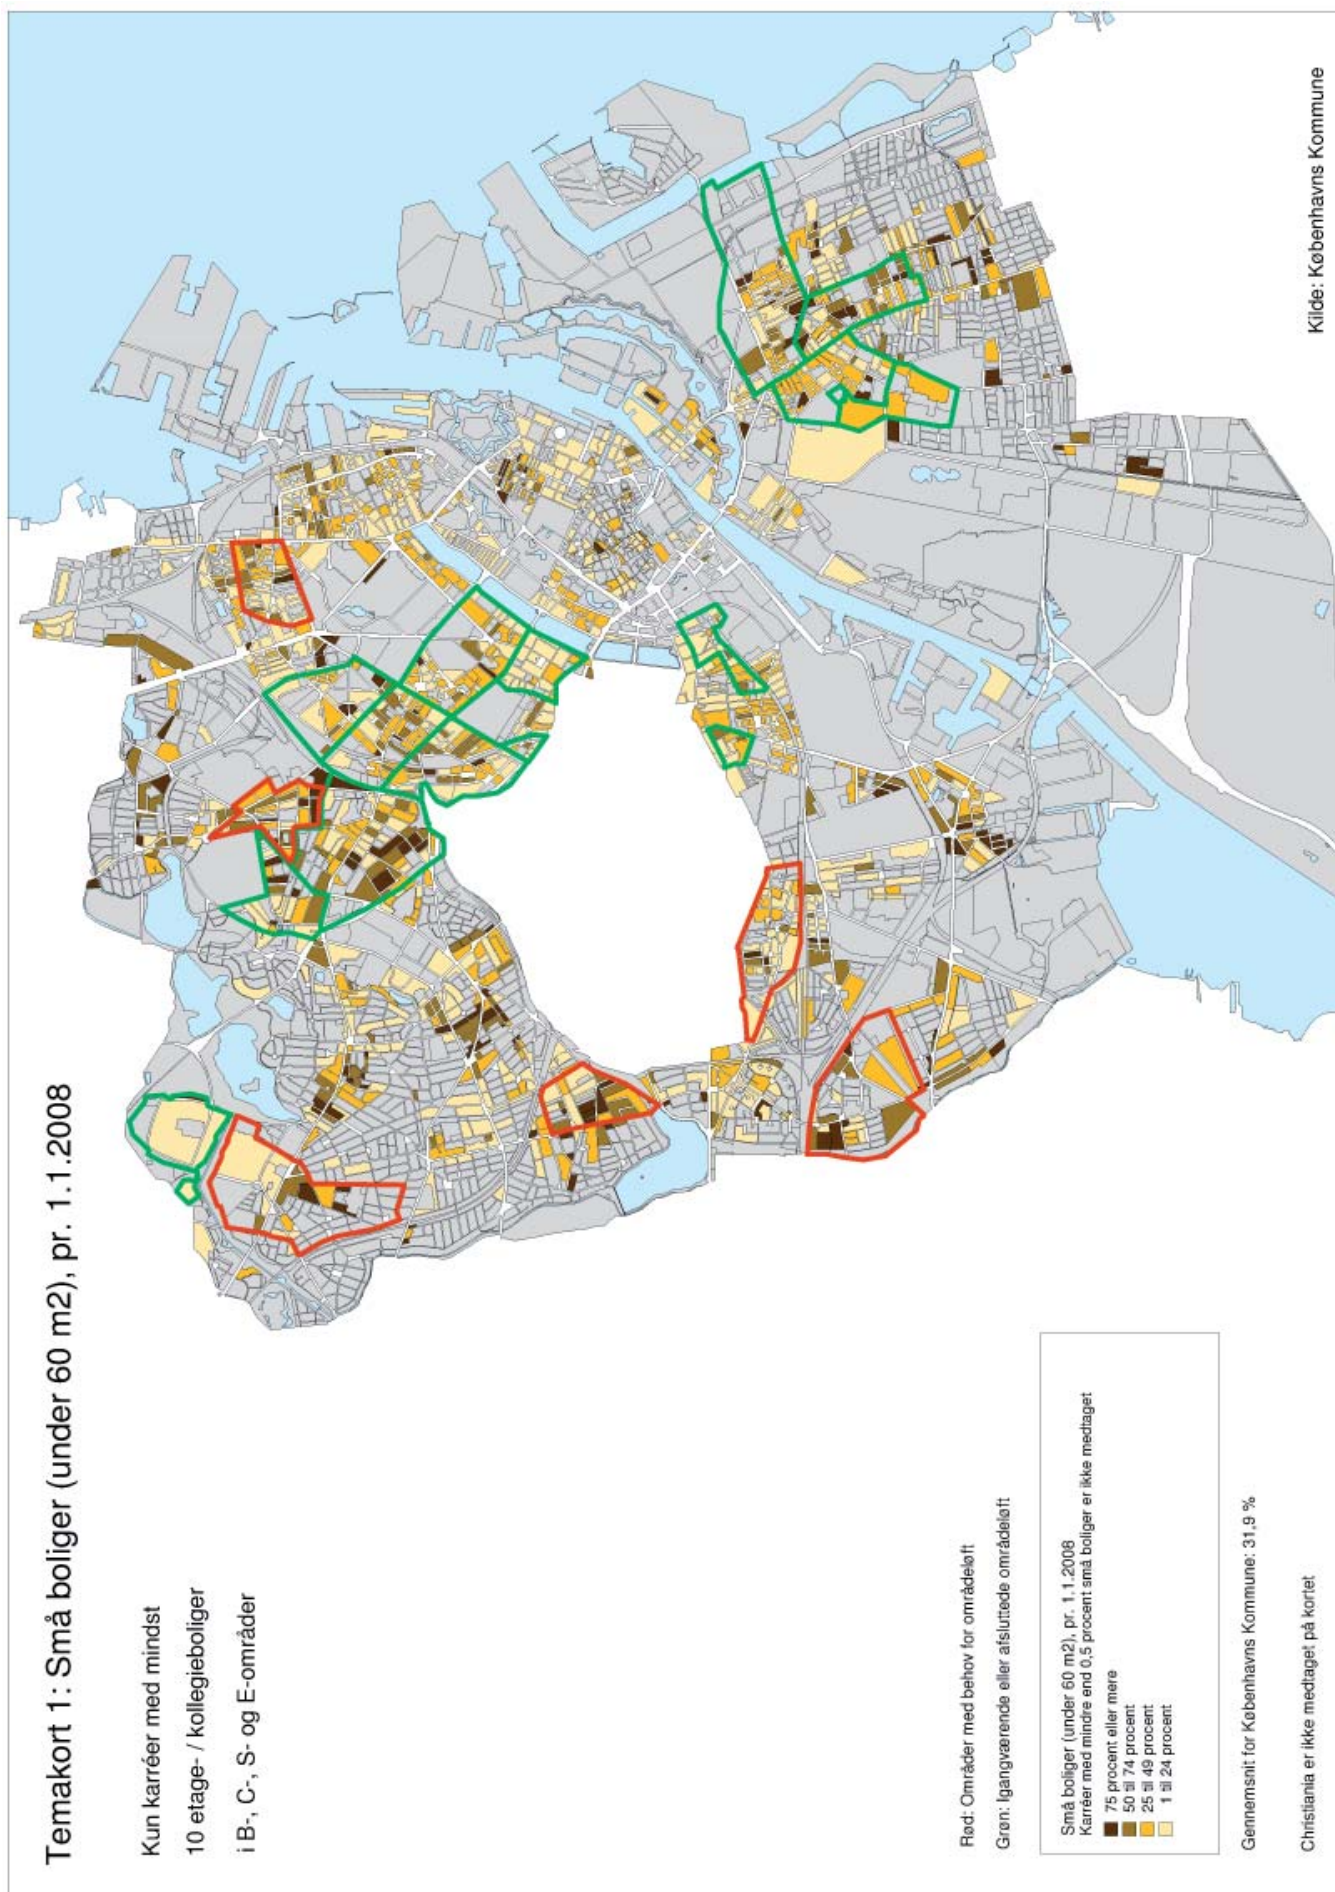 Temakort 1: Små boliger (under 60 m2), pr. 1.1.2008
Kun karréer med mindst
10 etage- / kollegieboliger
i B-, C-, S- og E-områder
Rød: Områder med behov for områdeløft
Grøn: Igangværende eller afsluttede områdeløft
Små boliger (under 60 m2), pr. 1.1.2008
Karréer med mindre end 0,5 procent små boliger er ikke medtaget
75 procent eller mere
50 til 74 procent
25 til 49 procent
1 til 24 procent
Gennemsnit for Københavns Kommune: 31,9 %
Christiania er ikke medtaget på kortet
Kilde: Københavns Kommune